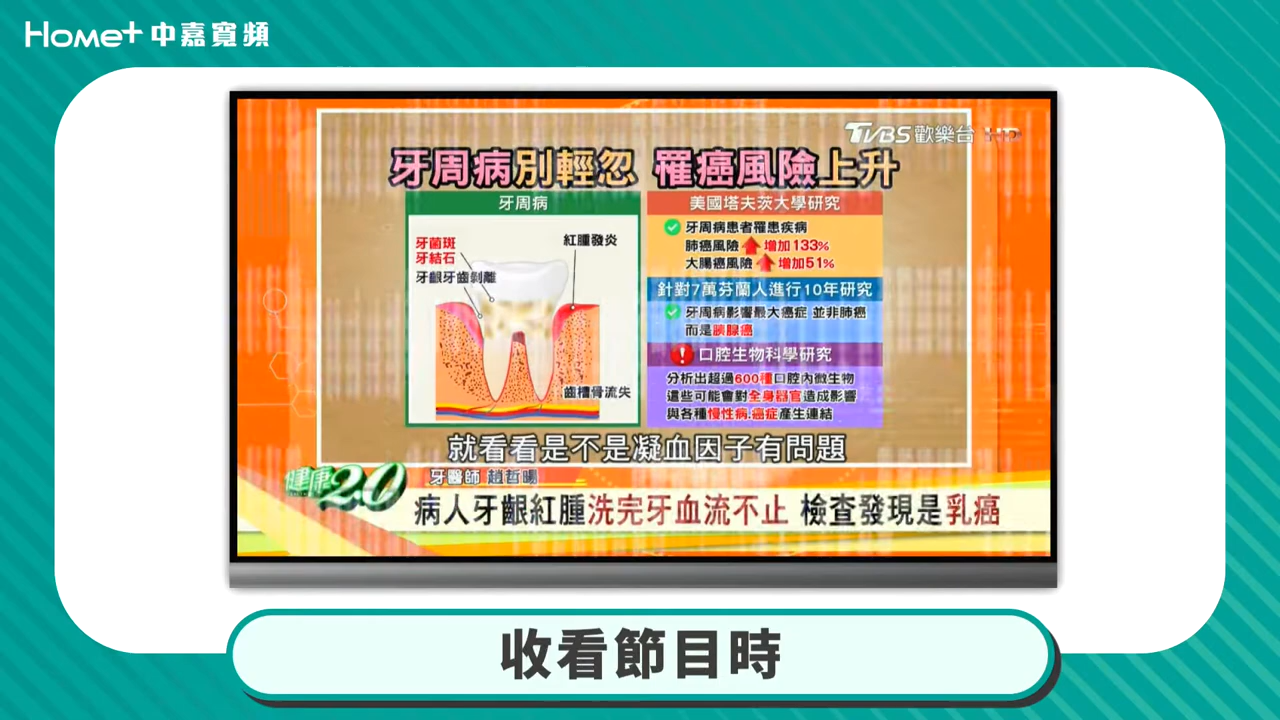 Home+ 中嘉寬頻
TVBS 歡樂台 HD
牙周病別輕忽 罹癌風險上升
牙周病
牙菌斑
牙結石
牙齦牙齒剝離
紅腫發炎
齒槽骨流失
美國塔夫茨大學研究
牙周病患者罹患疾病
肺癌風險 增加133%
大腸癌風險 增加51%
針對7萬芬蘭人進行10年研究
牙周病影響最大癌症 並非肺癌
而是胰腺癌
口腔生物科學研究
分析出超過600種口腔內微生物
這些可能會對全身器官造成影響
與各種慢性病.癌症產生連結
就看看是不是凝血因子有問題
健康2.0
牙醫師 趙哲暘
病人牙齦紅腫洗完牙血流不止 檢查發現是乳癌
收看節目時